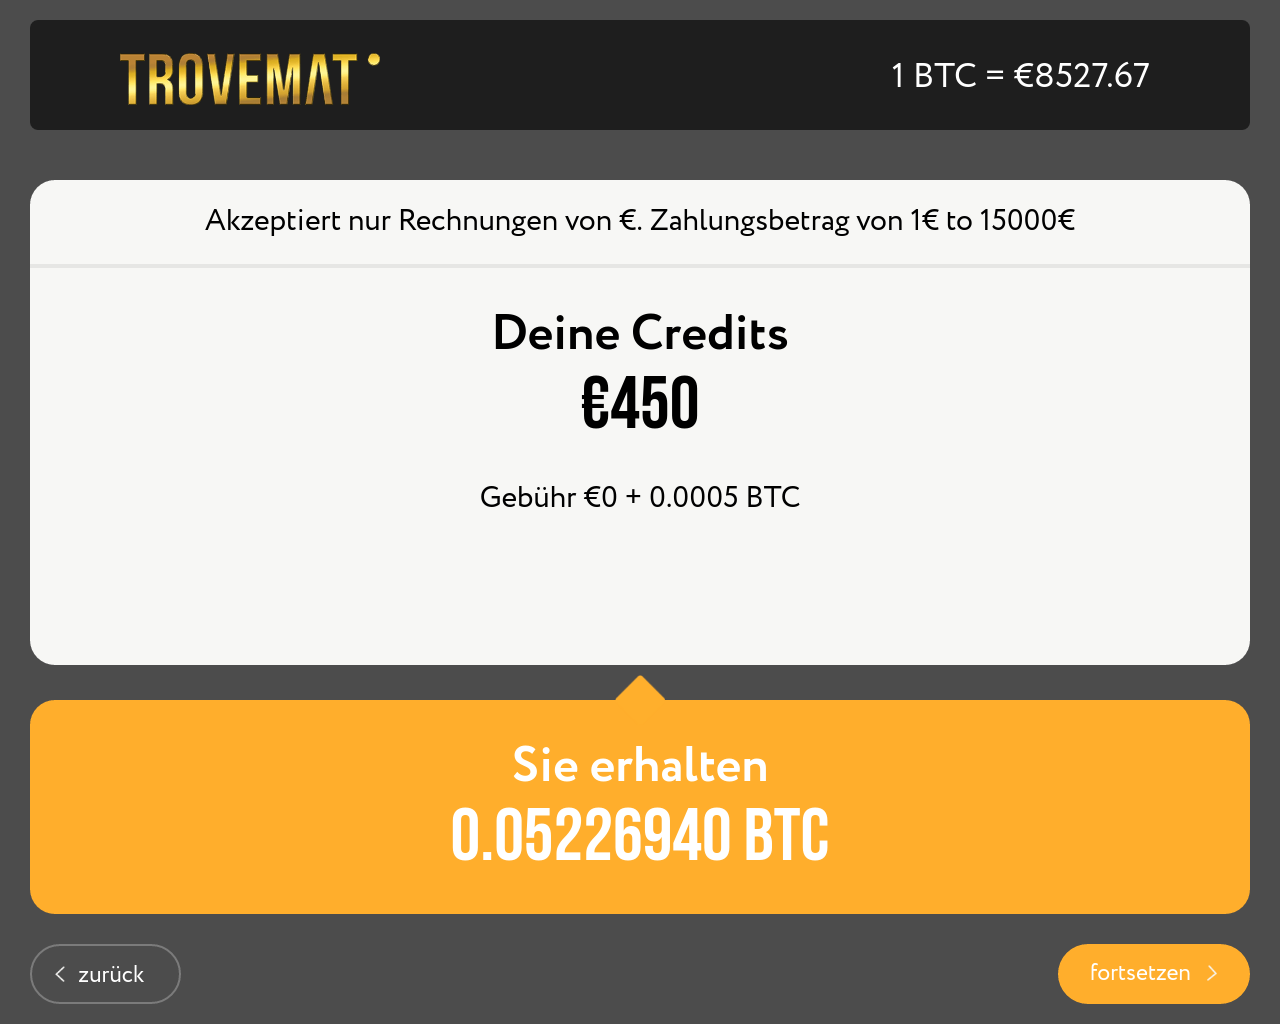 TROVEMAT
1 BTC = €8527.67
Akzeptiert nur Rechnungen von €. Zahlungsbetrag von 1€ to 15000€
Deine Credits
€450
Gebühr €0 + 0.0005 BTC
Sie erhalten
0.05226940 BTC
zurück
fortsetzen